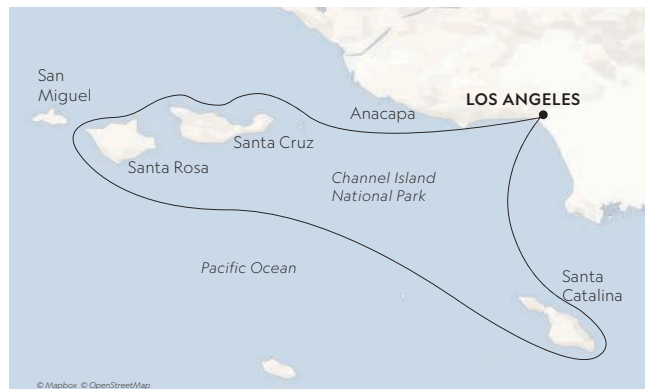 San
Miguel
Anacapa
LOS ANGELES
Santa Cruz
Santa Rosa
Channel Island
National Park
Pacific Ocean
Santa
Catalina
© Mapbox © OpenStreetMap